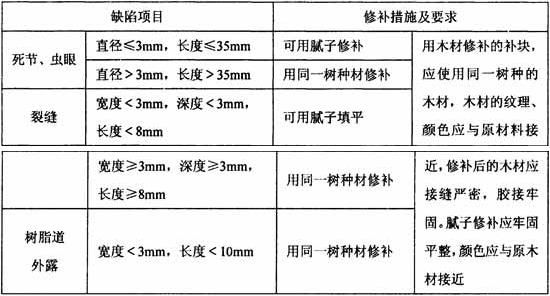 缺陷项目 修补措施及要求
死节、虫眼 直径≤3mm，长度≤35mm 可用腻子修补 用木材修补的补块，
直径>3mm，长度>35mm 用同一树种材修补 应使用同一树种的
裂缝 宽度<3mm，深度<3mm， 可用腻子填平 木材，木材的纹理、
长度<8mm 颜色应与原材料接
宽度≥3mm，深度≥3mm， 用同一树种材修补 近，修补后的木材应
长度≥8mm 接缝严密，胶接牢
树脂道 宽度<3mm，长度<10mm 用同一树种材修补 固。腻子修补应牢固
外露 平整，颜色应与原木
材接近